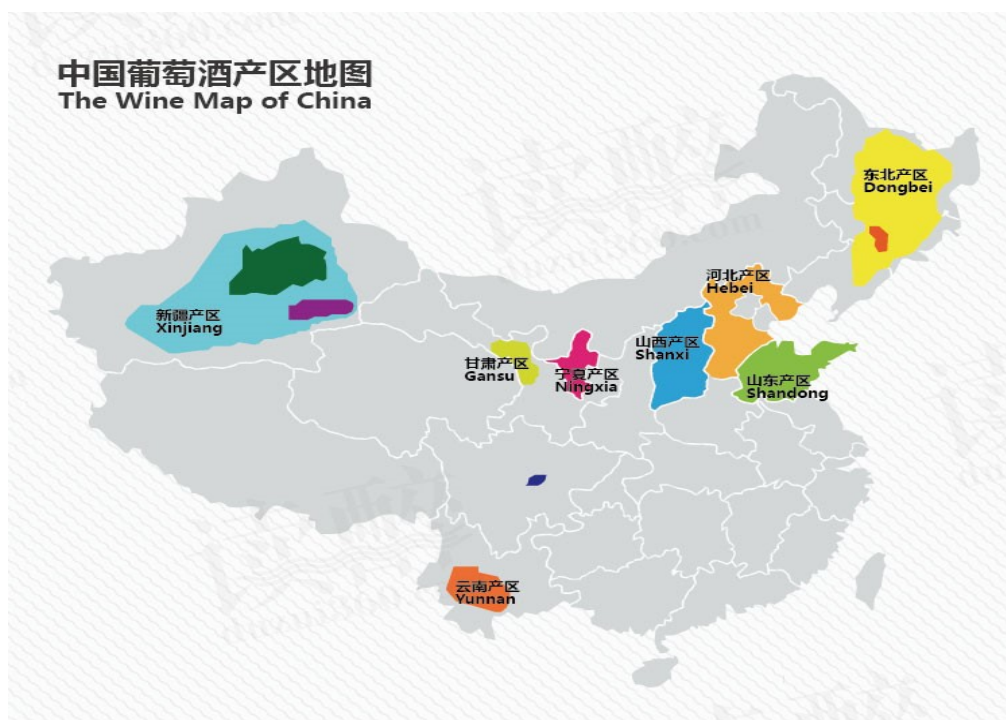 中国葡萄酒产区地图
The Wine Map of China
东北产区
Dongbei
河北产区
Hebei
新疆产区
Xinjiang
山西产区
Shanxi
甘肃产区
Gansu
宁夏产区
Ningxia
山东产区
Shandong
云南产区
Yunnan